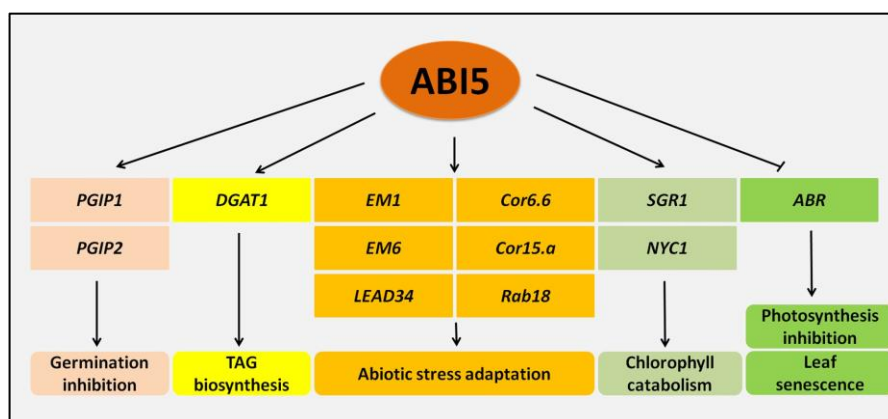 ABI5
PGIP1
DGAT1
EM1
Cor6.6
SGR1
ABR
PGIP2
EM6
Cor15.a
NYC1
LEAD34
Rab18
Germination
inhibition
TAG
biosynthesis
Abiotic stress adaptation
Chlorophyll
catabolism
Photosynthesis
inhibition
Leaf
senescence